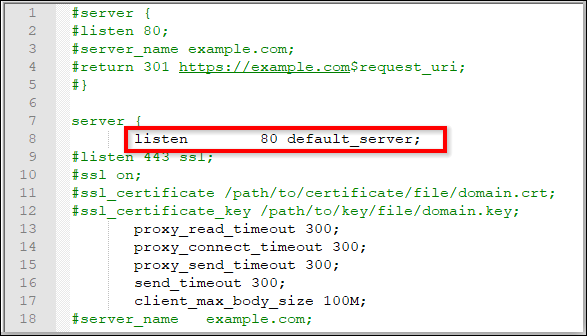 1 #server {
2 #listen 80;
3 #server_name example.com;
4 #return 301 https://example.com$request_uri;
5 #}
6
7 server {
8 listen 80 default_server;
9 #listen 443 ssl;
10 #ssl on;
11 #ssl_certificate /path/to/certificate/file/domain.crt;
12 #ssl_certificate_key /path/to/key/file/domain.key;
13 proxy_read_timeout 300;
14 proxy_connect_timeout 300;
15 proxy_send_timeout 300;
16 send_timeout 300;
17 client_max_body_size 100M;
18 #server_name example.com;